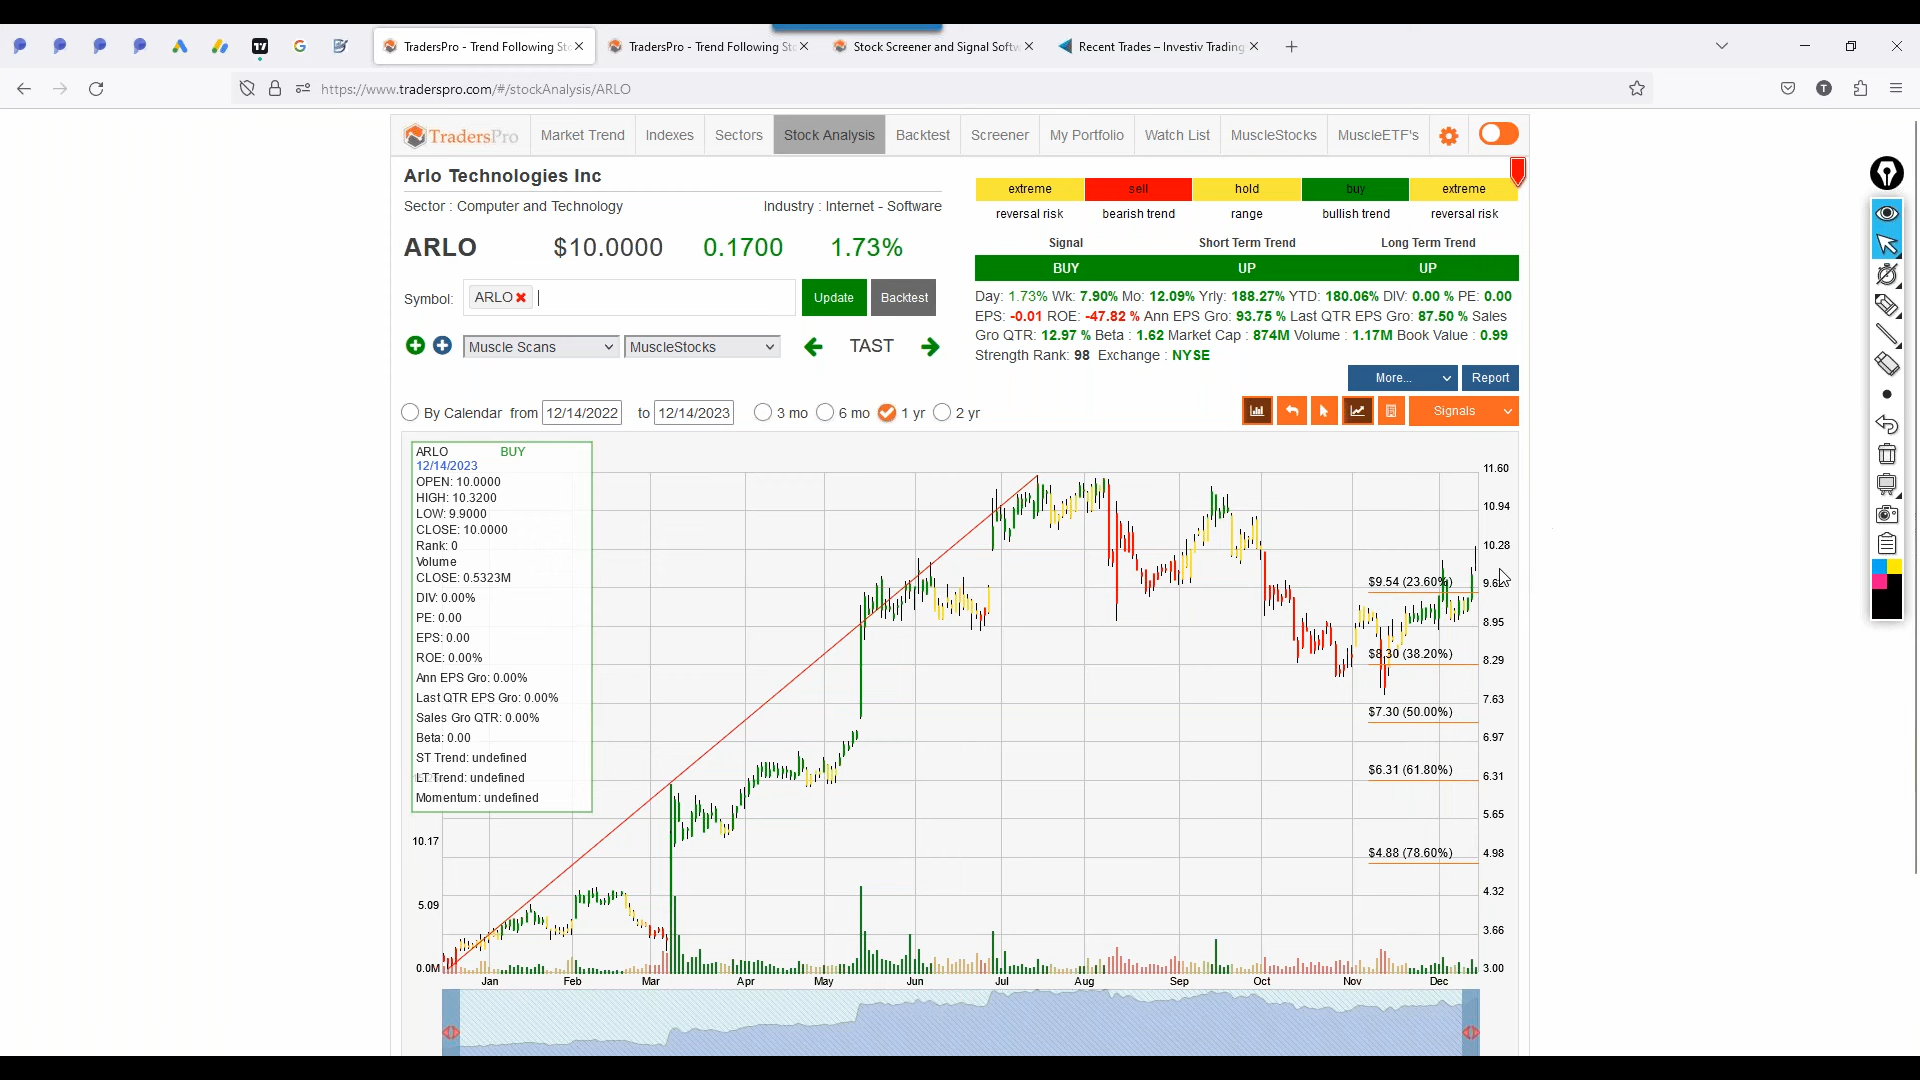 TradersPro - Trend Following Sto
TradersPro - Trend Following Sto
Stock Screener and Signal Softw
Recent Trades – Investiv Trading
https://www.traderspro.com/#/stockAnalysis/ARLO
TradersPro
Market Trend
Indexes
Sectors
Stock Analysis
Backtest
Screener
My Portfolio
Watch List
MuscleStocks
MuscleETF's
Arlo Technologies Inc
Sector : Computer and Technology
Industry : Internet - Software
ARLO $10.0000 0.1700 1.73%
Symbol: ARLO
Update
Backtest
Muscle Scans
MuscleStocks
TAST
extreme sell hold buy extreme
reversal risk bearish trend range bullish trend reversal risk
Signal Short Term Trend Long Term Trend
BUY UP UP
Day: 1.73% Wk: 7.90% Mo: 12.09% Yrly: 188.27% YTD: 180.06% DIV: 0.00 % PE: 0.00
EPS: -0.01 ROE: -47.82 % Ann EPS Gro: 93.75 % Last QTR EPS Gro: 87.50 % Sales
Gro QTR: 12.97 % Beta : 1.62 Market Cap : 874M Volume : 1.17M Book Value : 0.99
Strength Rank: 98 Exchange : NYSE
More...
Report
By Calendar from 12/14/2022 to 12/14/2023
3 mo 6 mo 1 yr 2 yr
Signals
ARLO BUY
12/14/2023
OPEN: 10.0000
HIGH: 10.3200
LOW: 9.9000
CLOSE: 10.0000
Rank: 0
Volume
CLOSE: 0.5323M
DIV: 0.00%
PE: 0.00
EPS: 0.00
ROE: 0.00%
Ann EPS Gro: 0.00%
Last QTR EPS Gro: 0.00%
Sales Gro QTR: 0.00%
Beta: 0.00
ST Trend: undefined
LT Trend: undefined
Momentum: undefined
10.17
5.09
0.0M
$9.54 (23.60%)
$8.30 (38.20%)
$7.30 (50.00%)
$6.31 (61.80%)
$4.88 (78.60%)
11.60
10.94
10.28
8.95
8.29
7.63
6.97
6.31
5.65
4.98
4.32
3.66
3.00
Jan Feb Mar Apr May Jun Jul Aug Sep Oct Nov Dec